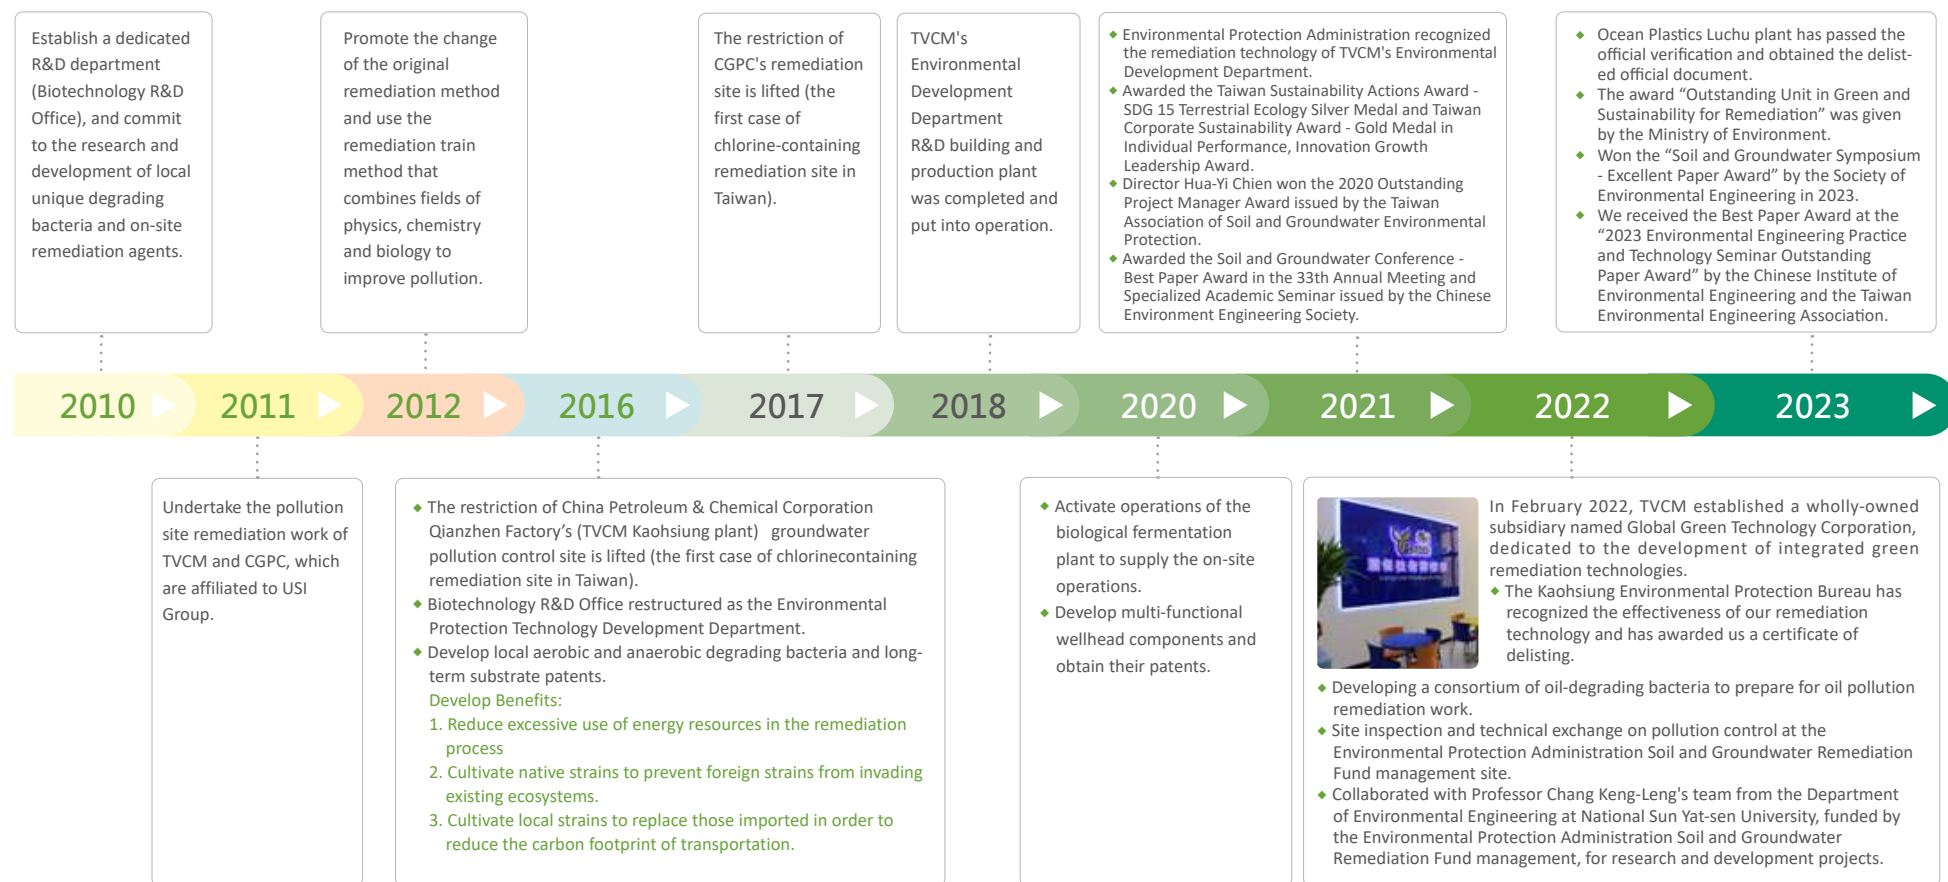 Establish a dedicated
R&D department
(Biotechnology R&D
Office), and commit
to the research and
development of local
unique degrading
bacteria and on-site
remediation agents.
Promote the change
of the original
remediation method
and use the
remediation train
method that
combines fields of
physics, chemistry
and biology to
improve pollution.
The restriction of
CGPC's remediation
site is lifted (the
first case of
chlorine-containing
remediation site in
Taiwan).
TVCM's
Environmental
Development
Department
R&D building and
production plant
was completed and
put into operation.
◆ Environmental Protection Administration recognized
the remediation technology of TVCM's Environmental
Development Department.
◆ Awarded the Taiwan Sustainability Actions Award -
SDG 15 Terrestrial Ecology Silver Medal and Taiwan
Corporate Sustainability Award - Gold Medal in
Individual Performance, Innovation Growth
Leadership Award.
◆ Director Hua-Yi Chien won the 2020 Outstanding
Project Manager Award issued by the Taiwan
Association of Soil and Groundwater Environmental
Protection.
◆ Awarded the Soil and Groundwater Conference -
Best Paper Award in the 33th Annual Meeting and
Specialized Academic Seminar issued by the Chinese
Environment Engineering Society.
◆ Ocean Plastics Luchu plant has passed the
official verification and obtained the delist-
ed official document.
◆ The award “Outstanding Unit in Green and
Sustainability for Remediation” was given
by the Ministry of Environment.
◆ Won the “Soil and Groundwater Symposium
- Excellent Paper Award” by the Society of
Environmental Engineering in 2023.
◆ We received the Best Paper Award at the
“2023 Environmental Engineering Practice
and Technology Seminar Outstanding
Paper Award” by the Chinese Institute of
Environmental Engineering and the Taiwan
Environmental Engineering Association.
2010 2011 2012 2016 2017 2018 2020 2021 2022 2023
Undertake the pollution
site remediation work of
TVCM and CGPC, which
are affiliated to USI
Group.
◆ The restriction of China Petroleum & Chemical Corporation
Qianzhen Factory’s (TVCM Kaohsiung plant) groundwater
pollution control site is lifted (the first case of chlorinecontaining
remediation site in Taiwan).
◆ Biotechnology R&D Office restructured as the Environmental
Protection Technology Development Department.
◆ Develop local aerobic and anaerobic degrading bacteria and long-
term substrate patents.
Develop Benefits:
1. Reduce excessive use of energy resources in the remediation
process
2. Cultivate native strains to prevent foreign strains from invading
existing ecosystems.
3. Cultivate local strains to replace those imported in order to
reduce the carbon footprint of transportation.
◆ Activate operations of the
biological fermentation
plant to supply the on-site
operations.
◆ Develop multi-functional
wellhead components and
obtain their patents.
In February 2022, TVCM established a wholly-owned
subsidiary named Global Green Technology Corporation,
dedicated to the development of integrated green
remediation technologies.
◆ The Kaohsiung Environmental Protection Bureau has
recognized the effectiveness of our remediation
technology and has awarded us a certificate of
delisting.
◆ Developing a consortium of oil-degrading bacteria to prepare for oil pollution
remediation work.
◆ Site inspection and technical exchange on pollution control at the
Environmental Protection Administration Soil and Groundwater Remediation
Fund management site.
◆ Collaborated with Professor Chang Keng-Leng's team from the Department
of Environmental Engineering at National Sun Yat-sen University, funded by
the Environmental Protection Administration Soil and Groundwater
Remediation Fund management, for research and development projects.